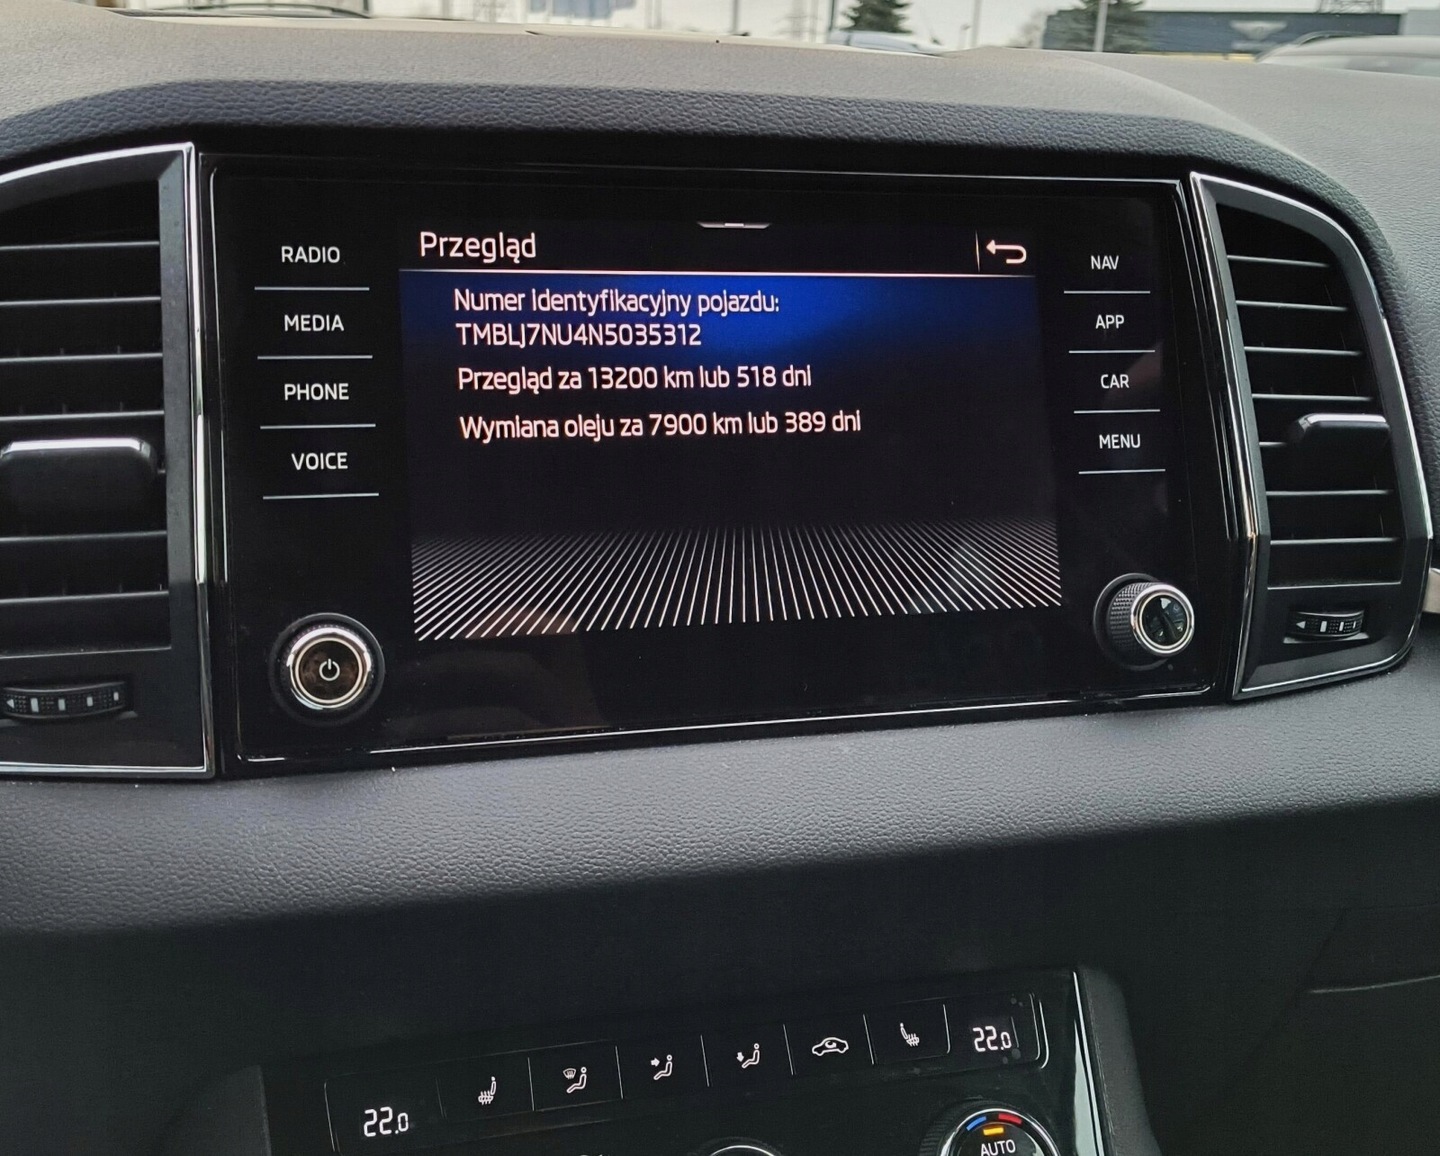 Przegląd
Numer identyfikacyjny pojazdu:
TMBLJ7NU4N5035312
Przegląd za 13200 km lub 518 dni
Wymiana oleju za 7900 km lub 389 dni
RADIO
MEDIA
PHONE
VOICE
NAV
APP
CAR
MENU
22.0
22.0
AUTO